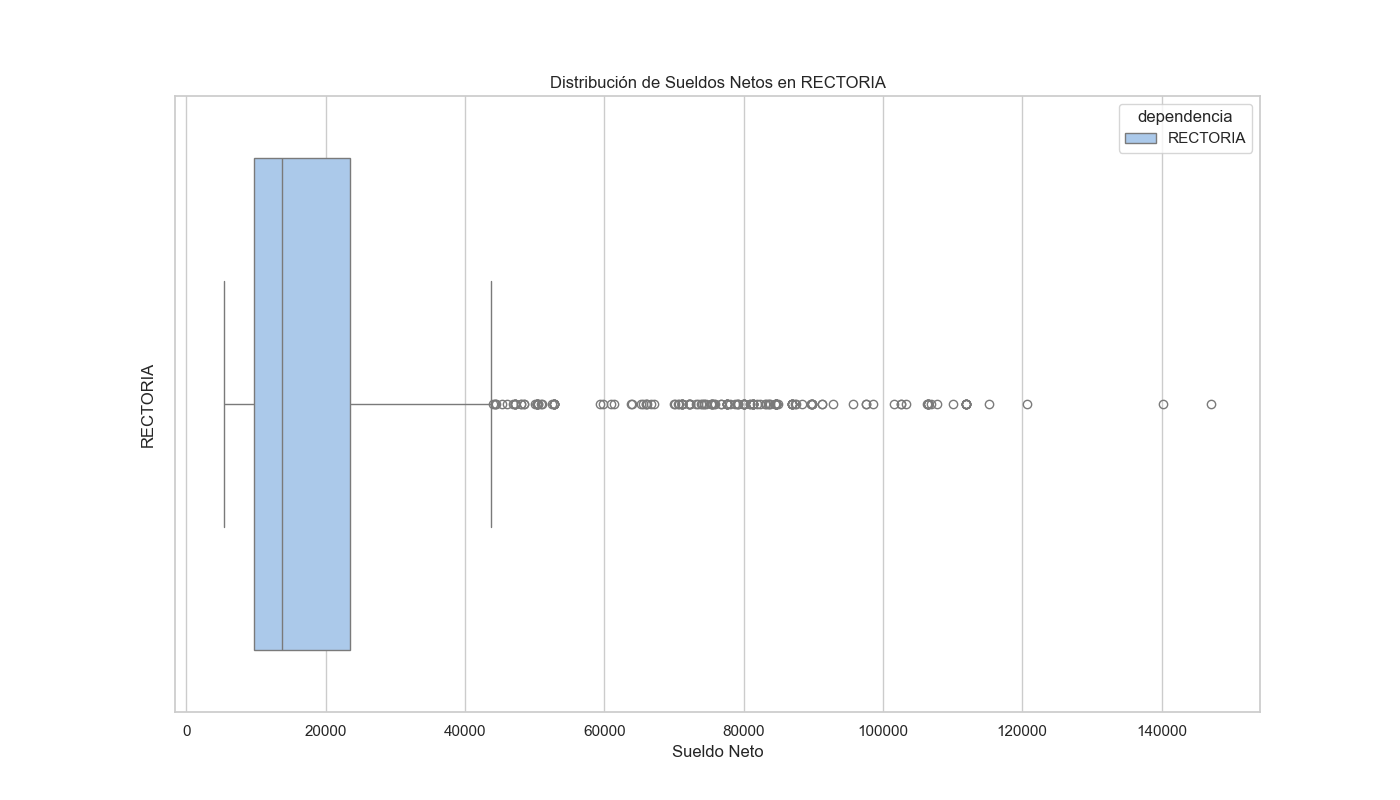 Distribución de Sueldos Netos en RECTORIA
dependencia
RECTORIA
RECTORIA
0
20000
40000
60000
80000
100000
120000
140000
Sueldo Neto